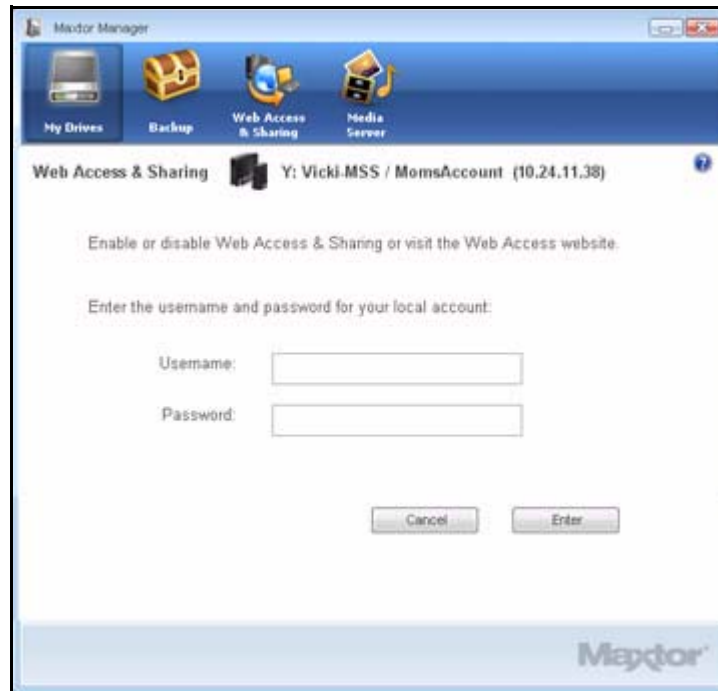 Maxtor Manager
My Drives
Backup
Web Access
& Sharing
Media
Server
Web Access & Sharing
Y: Vicki-MSS / MomsAccount (10.24.11.38)
?
Enable or disable Web Access & Sharing or visit the Web Access website.
Enter the username and password for your local account:
Username:
Password:
Cancel
Enter
Maxtor